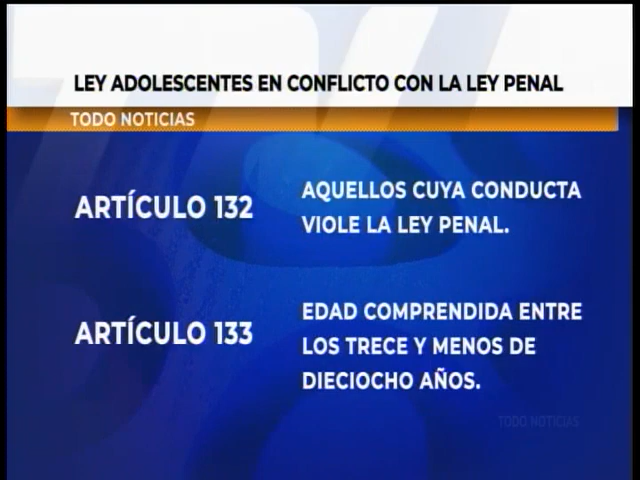 LEY ADOLESCENTES EN CONFLICTO CON LA LEY PENAL
TODO NOTICIAS
ARTÍCULO 132
AQUELLOS CUYA CONDUCTA
VIOLE LA LEY PENAL.
ARTÍCULO 133
EDAD COMPRENDIDA ENTRE
LOS TRECE Y MENOS DE
DIECIOCHO AÑOS.
TODO NOTICIAS